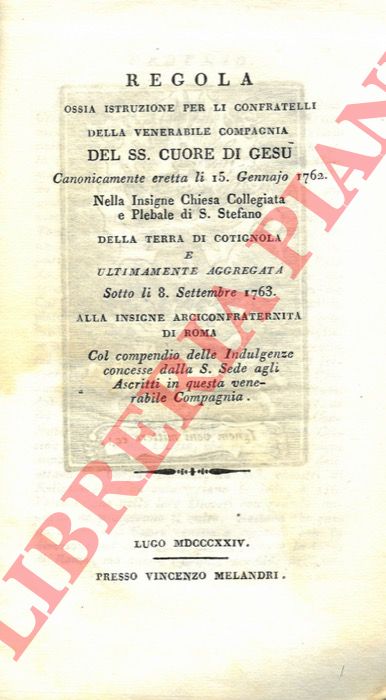 REGOLA
OSSIA ISTRUZIONE PER LI CONFRATELLI
DELLA VENERABILE COMPAGNIA
DEL SS. CUORE DI GESÙ
Canonicamente eretta li 15. Gennajo 1762.
Nella Insigne Chiesa Collegiata
e Plebale di S. Stefano
DELLA TERRA DI COTIGNOLA
E
ULTIMAMENTE AGGREGATA
Sotto li 8. Settembre 1763.
ALLA INSIGNE ARCICONFRATERNITA
DI ROMA
Col compendio delle Indulgenze
concesse dalla S. Sede agli
Ascritti in questa vene-
rabile Compagnia.
LUGO MDCCCXXIV.
PRESSO VINCENZO MELANDRI.
LIBRERIA PIANI